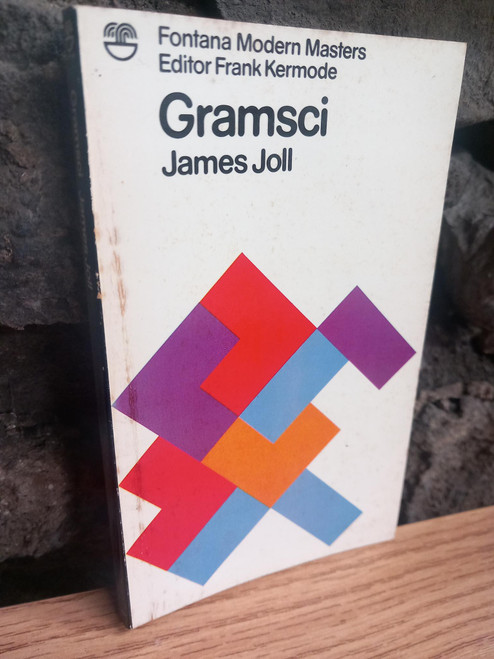 Fontana Modern Masters
Editor Frank Kermode
Gramsci
James Joll